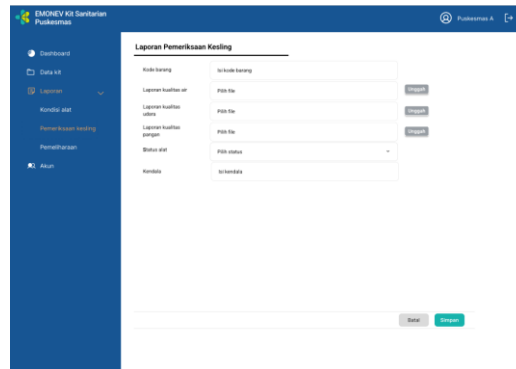 EMONEV Kit Sanitarian
Puskesmas
Puskesmas A
Dashboard
Data kit
Laporan
Kondisi alat
Pemeriksaan kesling
Pemeliharaan
Akun
Laporan Pemeriksaan Kesling
Kode barang
Isi kode barang
Laporan kualitas air
Pilih file
Unggah
Laporan kualitas
udara
Pilih file
Unggah
Laporan kualitas
pangan
Pilih file
Unggah
Status alat
Pilih status
Kendala
Isi kendala
Batal
Simpan